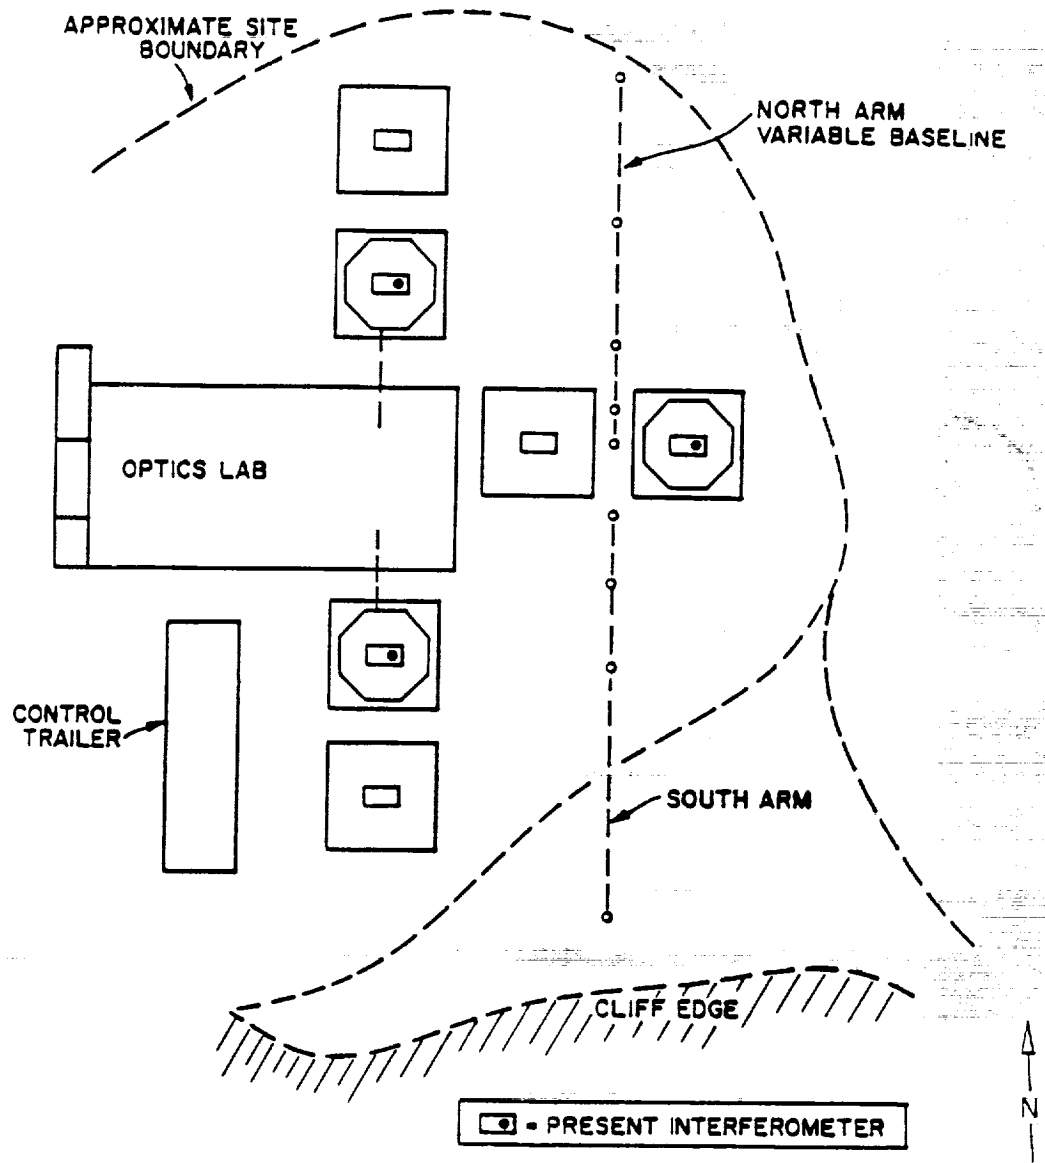 APPROXIMATE SITE
BOUNDARY
NORTH ARM
VARIABLE BASELINE
OPTICS LAB
CONTROL
TRAILER
SOUTH ARM
CLIFF EDGE
N
= PRESENT INTERFEROMETER